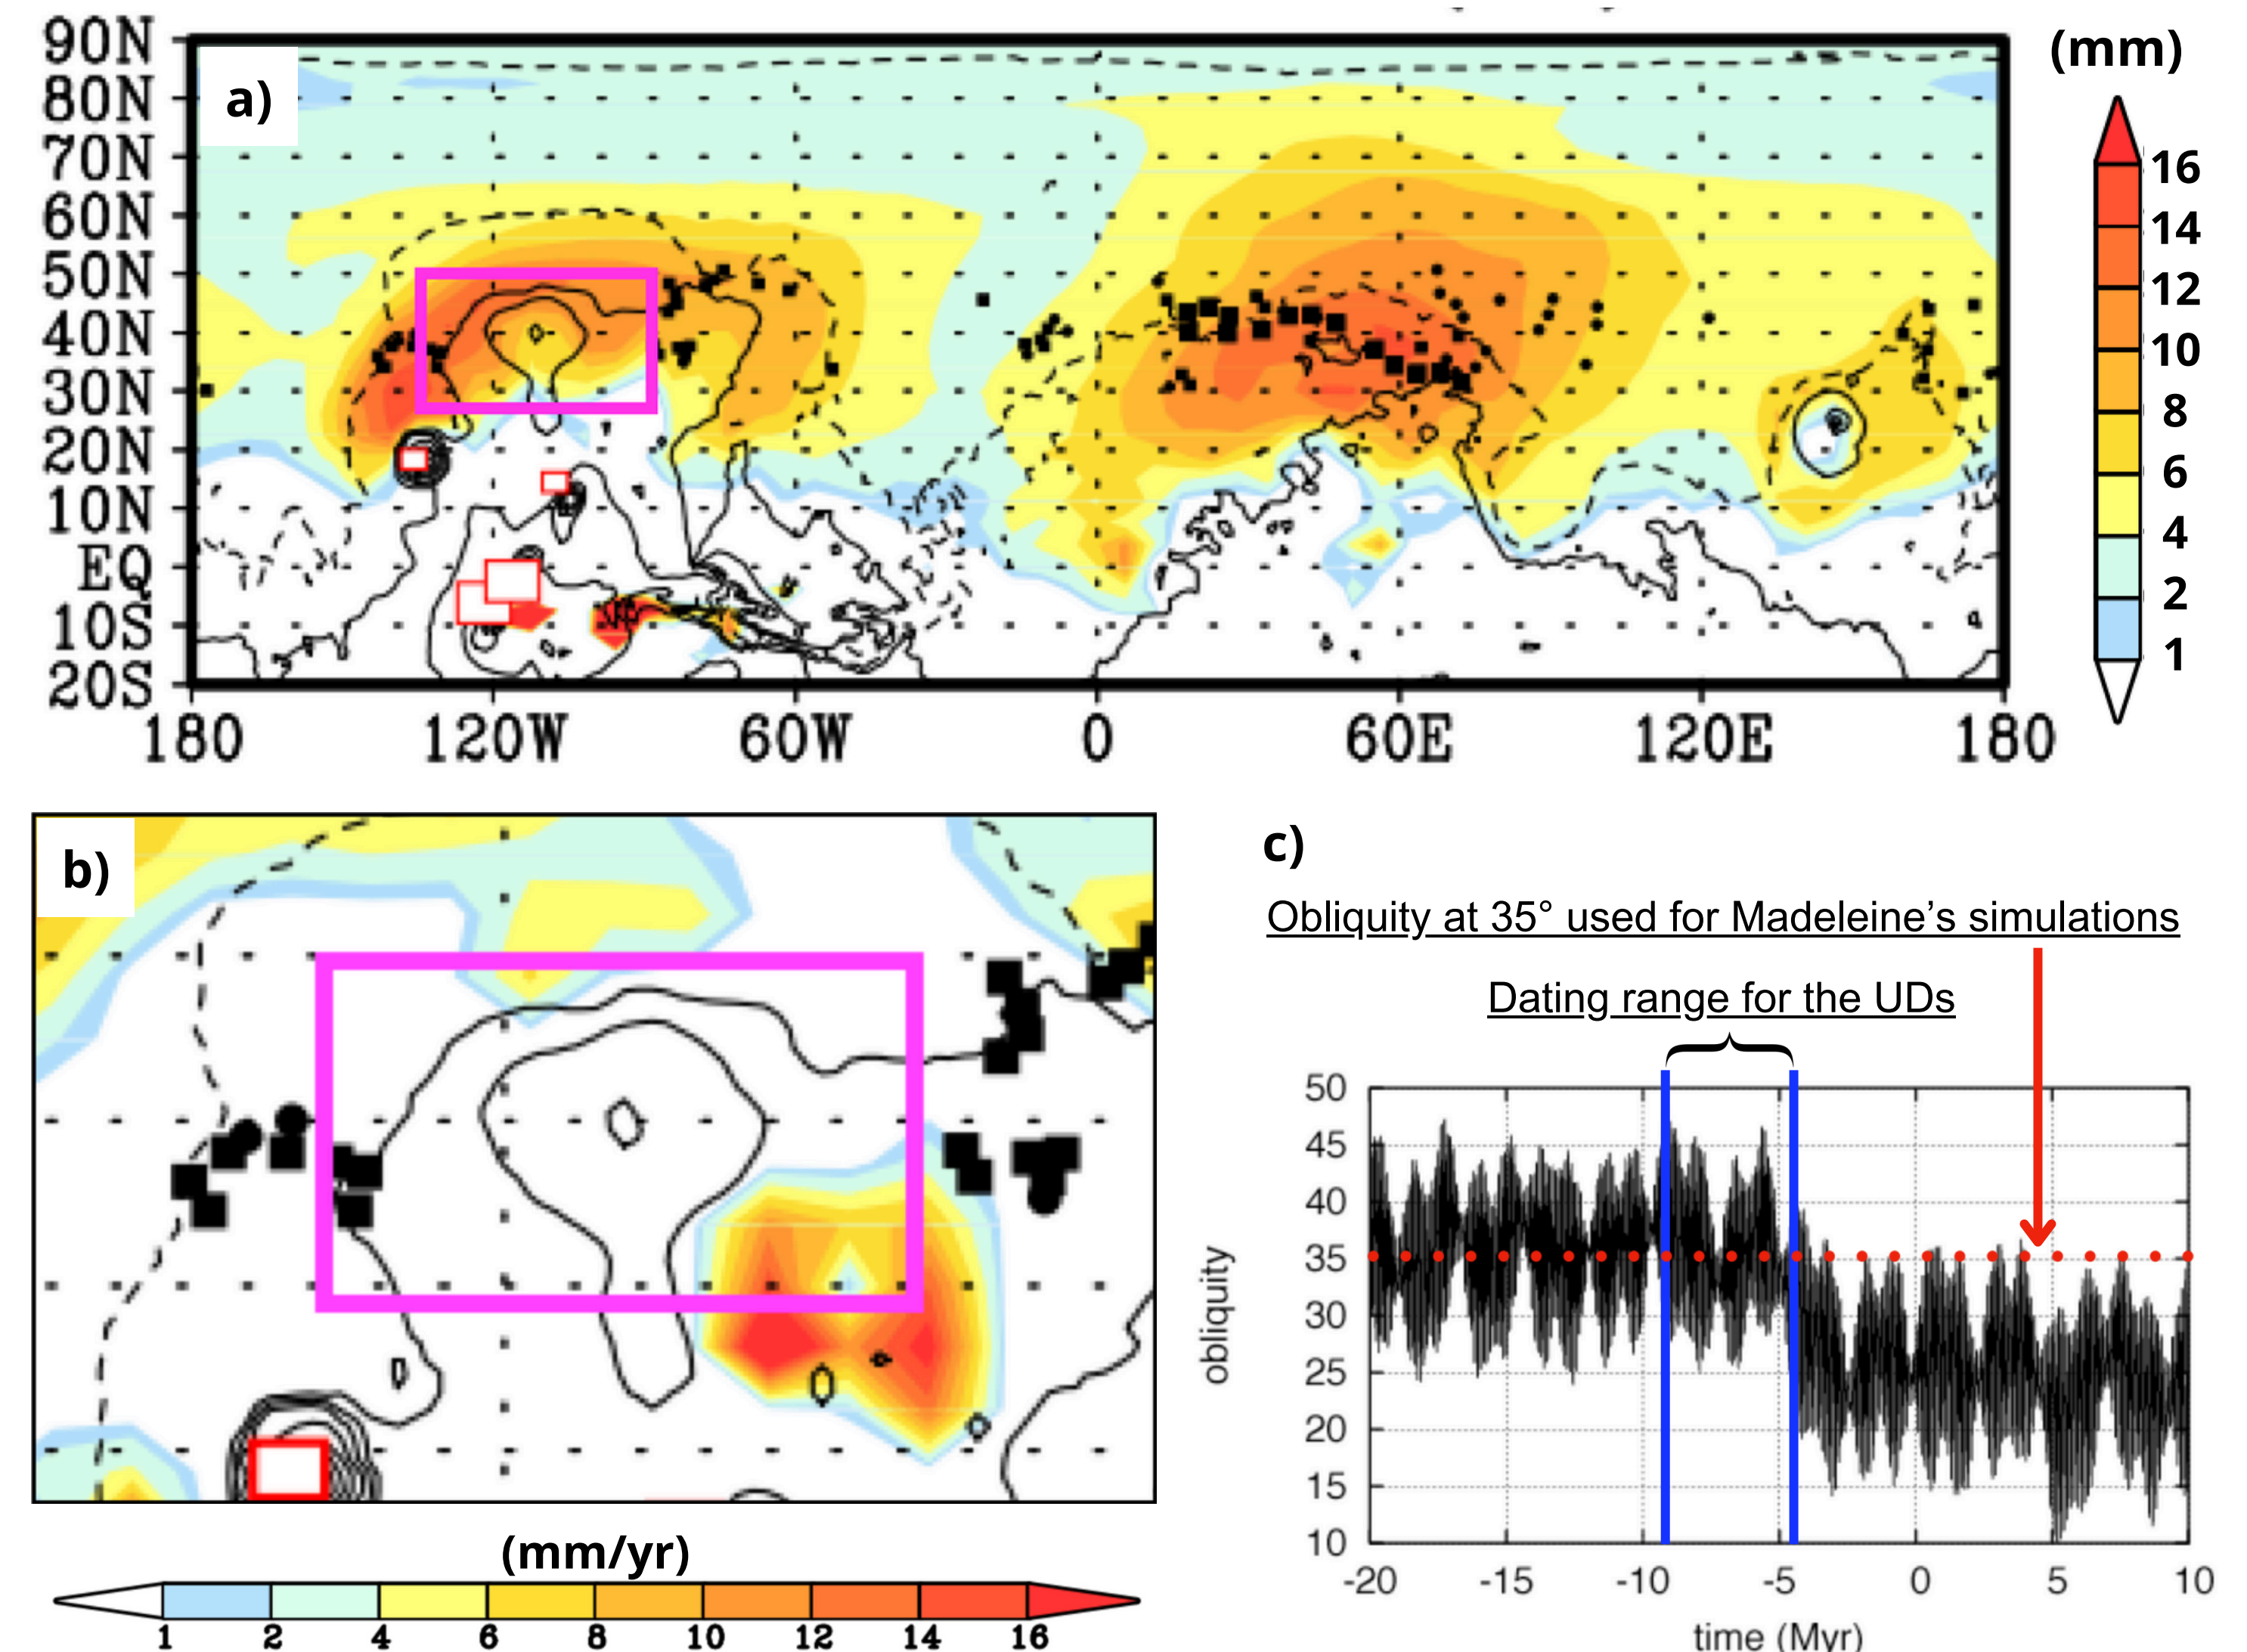 90N
80N
70N
60N
50N
40N
30N
20N
10N
EQ
10S
20S
a)
180
120W
60W
0
60E
120E
180
(mm)
16
14
12
10
8
6
4
2
1
b)
(mm/yr)
1
2
4
6
8
10
12
14
16
c)
Obliquity at 35° used for Madeleine's simulations
Dating range for the UDs
50
45
40
35
30
25
20
15
10
obliquity
-20
-15
-10
-5
0
5
10
time (Myr)